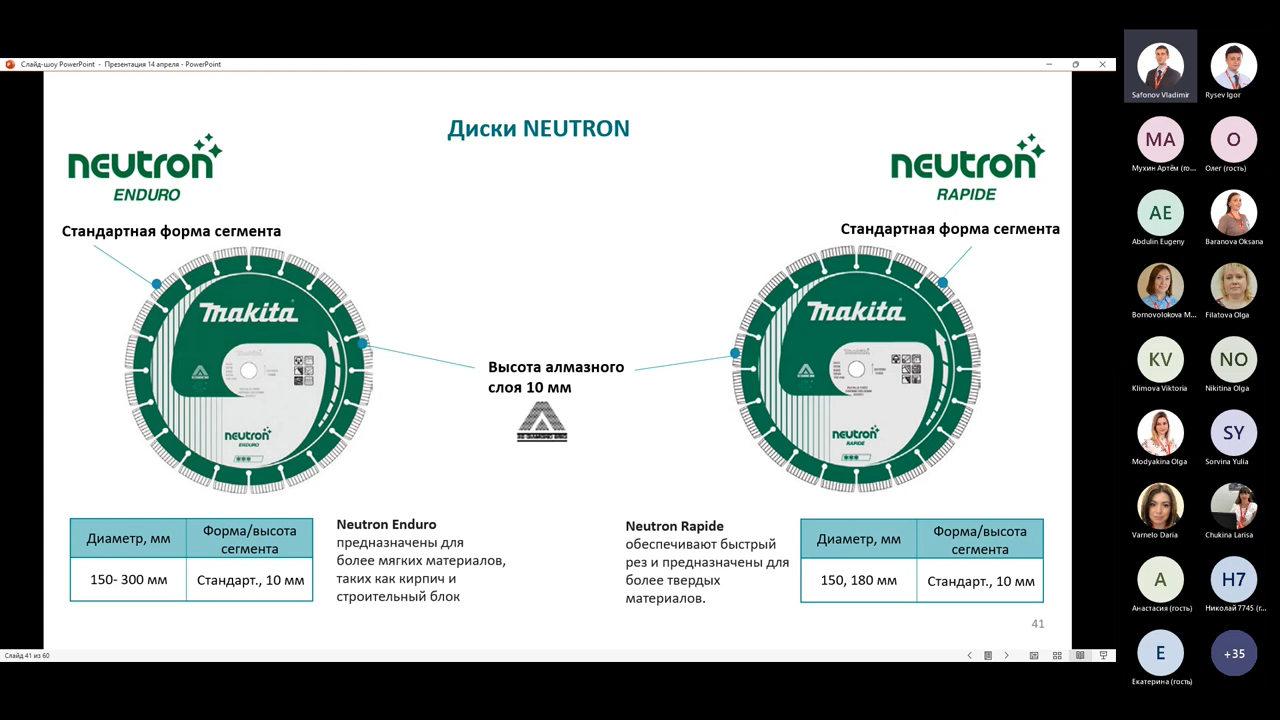 Слайд-шоу PowerPoint - Презентация 14 апреля - PowerPoint
Диски NEUTRON
neutron
ENDURO
neutron
RAPIDE
Стандартная форма сегмента
Стандартная форма сегмента
makita
neutron
ENDURO
makita
neutron
RAPIDE
Высота алмазного
слоя 10 мм
Диаметр, мм
Форма/высота
сегмента
150- 300 мм
Стандарт., 10 мм
Neutron Enduro
предназначены для
более мягких материалов,
таких как кирпич и
строительный блок
Neutron Rapide
обеспечивают быстрый
рез и предназначены для
более твердых
материалов.
Диаметр, мм
Форма/высота
сегмента
150, 180 мм
Стандарт., 10 мм
41
Слайд 41 из 60
Safonov Vladimir
Rysev Igor
MA
Мухин Артём (го...
O
Олег (гость)
AE
Abdulin Eugeny
Baranova Oksana
Bornovolokova M...
Filatova Olga
KV
Klimova Viktoria
NO
Nikitina Olga
Modyakina Olga
SY
Sorvina Yulia
Varnelo Daria
Chukina Larisa
А
Анастасия (гость)
Н7
Николай 7745 (г...
Е
Екатерина (гость)
+35